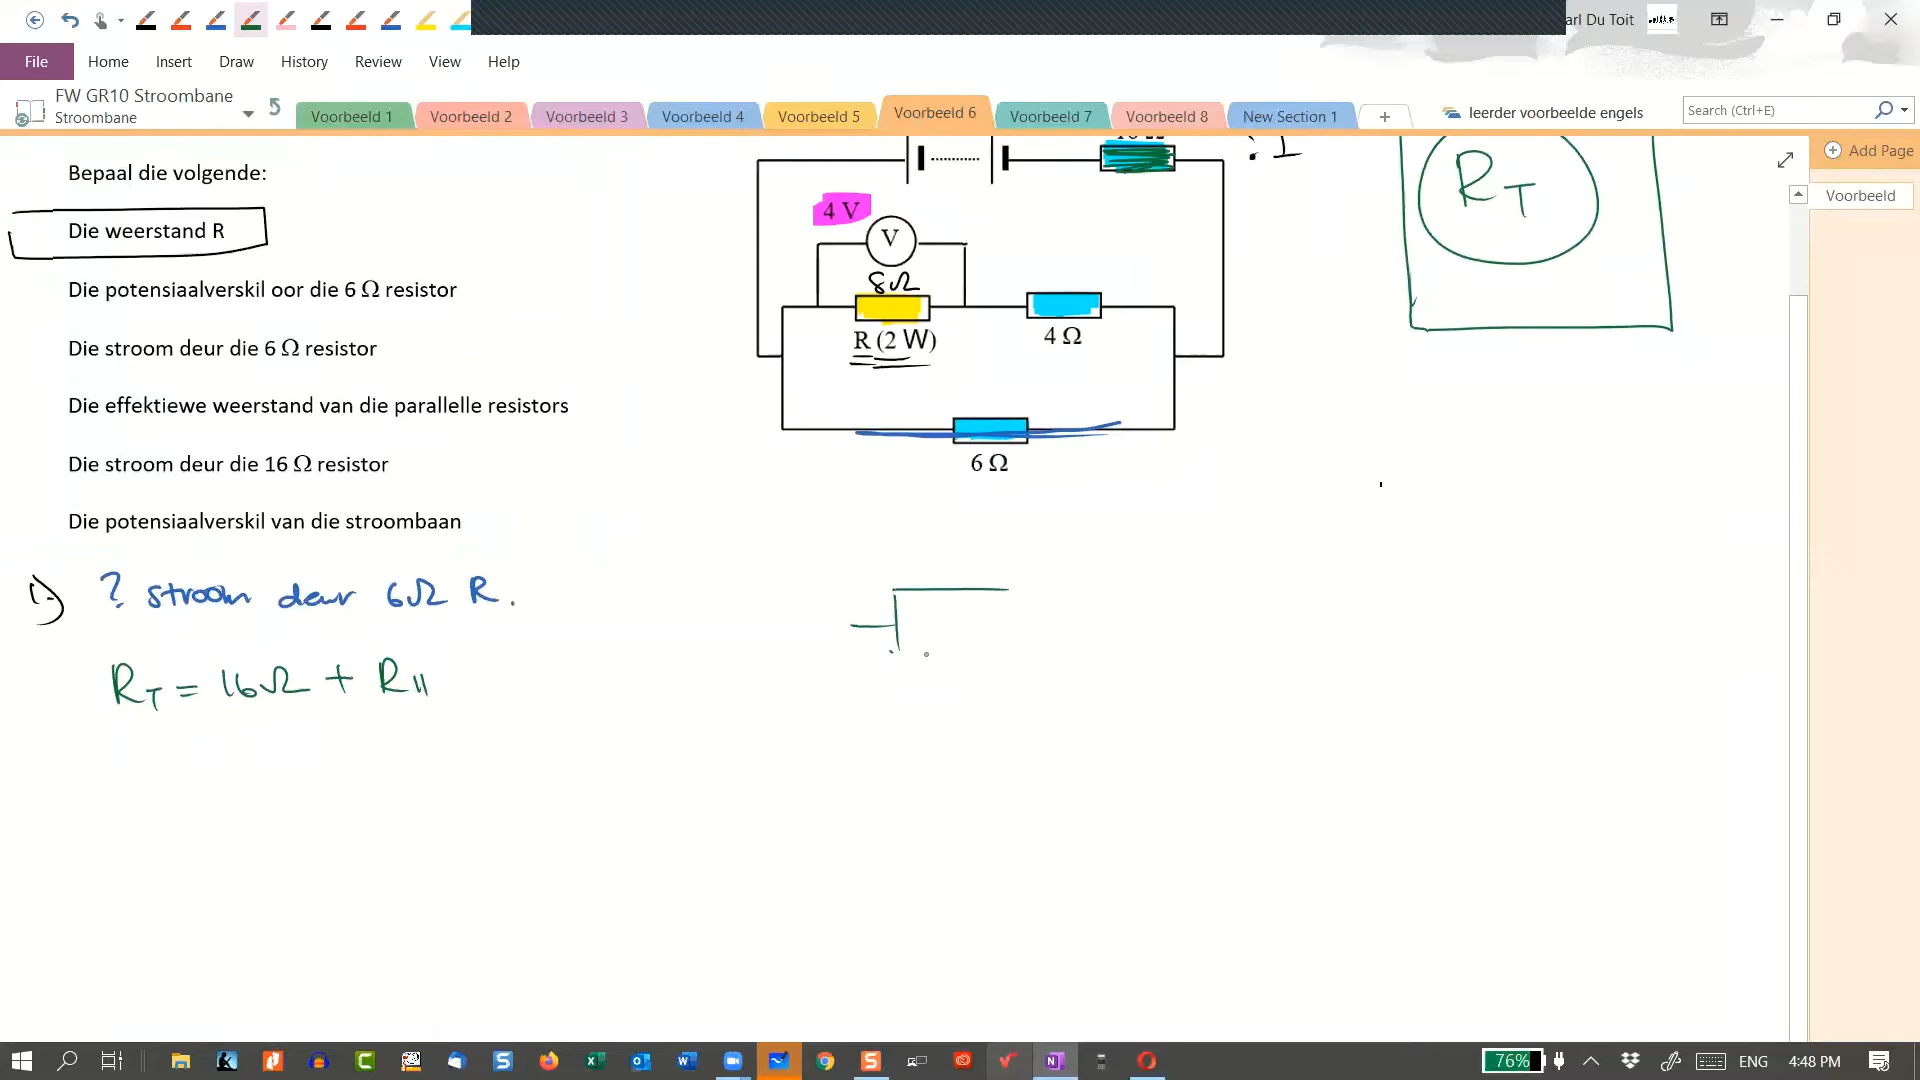 arl Du Toit
File Home Insert Draw History Review View Help
FW GR10 Stroombane
Stroombane
Voorbeeld 1 Voorbeeld 2 Voorbeeld 3 Voorbeeld 4 Voorbeeld 5 Voorbeeld 6 Voorbeeld 7 Voorbeeld 8 New Section 1 + leerder voorbeelde engels Search (Ctrl+E)
Add Page
Voorbeeld
Bepaal die volgende:
Die weerstand R
Die potensiaalverskil oor die 6 Ω resistor
Die stroom deur die 6 Ω resistor
Die effektiewe weerstand van die parallelle resistors
Die stroom deur die 16 Ω resistor
Die potensiaalverskil van die stroombaan
4 V
V
8Ω
R (2 W)
4 Ω
6 Ω
R_T
1.) ? stroom deur 6Ω R.
R_T = 16Ω + R||
76% ENG 4:48 PM